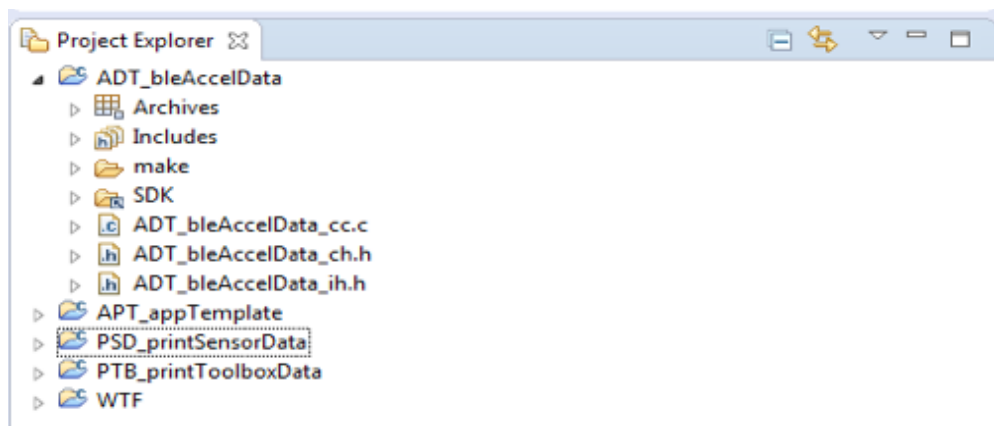 Project Explorer
ADT_bleAccelData
Archives
Includes
make
SDK
ADT_bleAccelData_cc.c
ADT_bleAccelData_ch.h
ADT_bleAccelData_ih.h
APT_appTemplate
PSD_printSensorData
PTB_printToolboxData
WTF